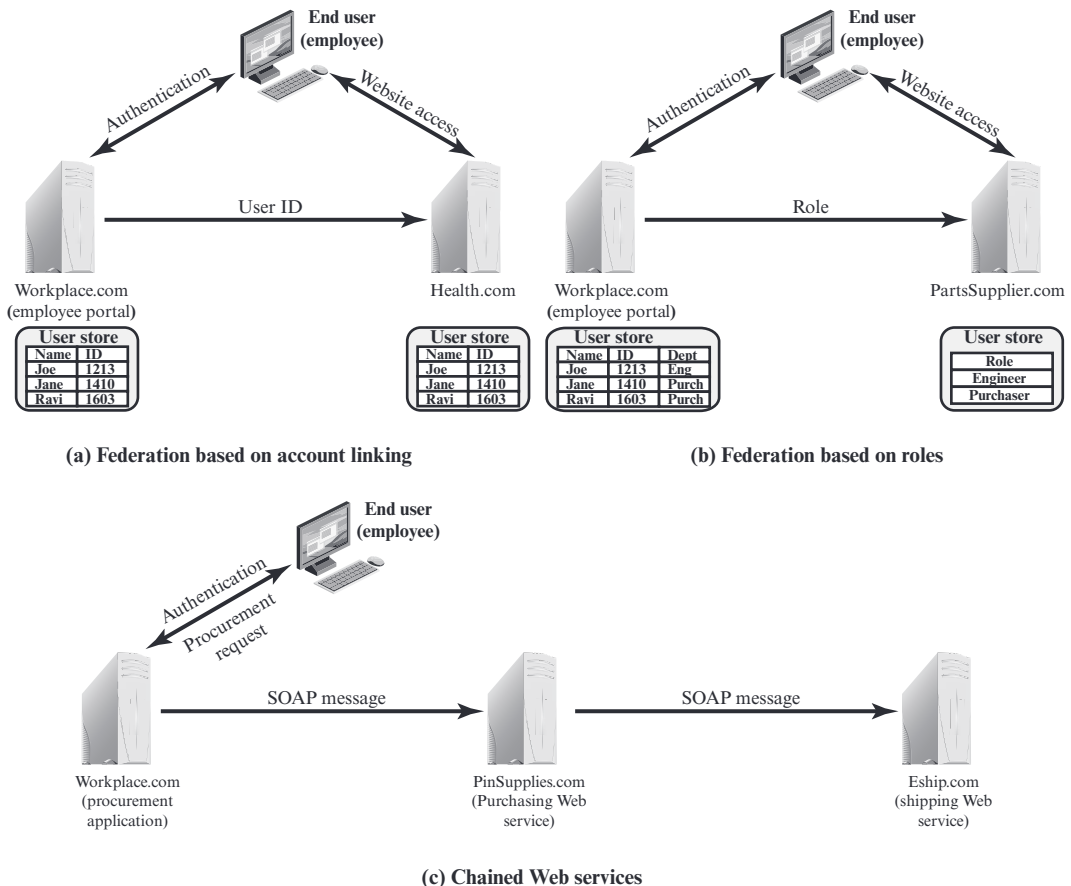 End user
(employee)
Authentication
Website access
User ID
Workplace.com
(employee portal)
Health.com
User store
Name ID
Joe 1213
Jane 1410
Ravi 1603
User store
Name ID
Joe 1213
Jane 1410
Ravi 1603
(a) Federation based on account linking
End user
(employee)
Authentication
Website access
Role
Workplace.com
(employee portal)
PartsSupplier.com
User store
Name ID Dept
Joe 1213 Eng
Jane 1410 Purch
Ravi 1603 Purch
User store
Role
Engineer
Purchaser
(b) Federation based on roles
End user
(employee)
Authentication
Procurement
request
SOAP message
SOAP message
Workplace.com
(procurement
application)
PinSupplies.com
(Purchasing Web
service)
Eship.com
(shipping Web
service)
(c) Chained Web services